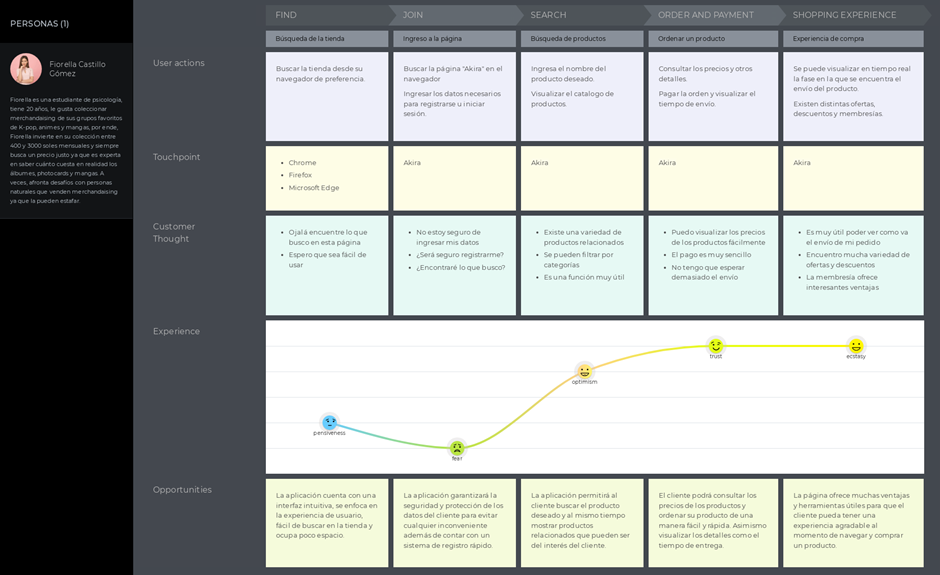 PERSONAS (1)
Fiorella Castillo
Gómez
Fiorella es una estudiante de psicología,
tiene 20 años, le gusta coleccionar
merchandaising de sus grupos favoritos
de K-pop, animes y mangas, por ende,
Fiorella invierte en su colección entre
400 y 3000 soles mensuales y siempre
busca un precio justo ya que es experta
en saber cuánto cuesta en realidad los
álbumes, photocards y mangas. A
veces, afronta desafíos con personas
naturales que venden merchandaising
ya que la pueden estafar.
FIND
JOIN
SEARCH
ORDER AND PAYMENT
SHOPPING EXPERIENCE
Búsqueda de la tienda
Ingreso a la página
Búsqueda de productos
Ordenar un producto
Experiencia de compra
User actions
Buscar la tienda desde su
navegador de preferencia.
Buscar la página "Akira" en el
navegador
Ingresar los datos necesarios
para registrarse u iniciar
sesión.
Ingresa el nombre del
producto deseado.
Visualizar el catalogo de
productos.
Consultar los precios y otros
detalles.
Pagar la orden y visualizar el
tiempo de envío.
Se puede visualizar en tiempo real
la fase en la que se encuentra el
envío del producto.
Existen distintas ofertas,
descuentos y membresías.
Touchpoint
• Chrome
• Firefox
• Microsoft Edge
Akira
Akira
Akira
Akira
Customer
Thought
• Ojalá encuentre lo que
busco en esta página
• Espero que sea fácil de
usar
• No estoy seguro de
ingresar mis datos
• ¿Será seguro registrarme?
• ¿Encontraré lo que busco?
• Existe una variedad de
productos relacionados
• Se pueden filtrar por
categorías
• Es una función muy útil
• Puedo visualizar los precios
de los productos fácilmente
• El pago es muy sencillo
• No tengo que esperar
demasiado el envío
• Es muy útil poder ver como va
el envío de mi pedido
• Encuentro mucha variedad de
ofertas y descuentos
• La membresía ofrece
interesantes ventajas
Experience
pensiveness
fear
optimism
trust
ecstasy
Opportunities
La aplicación cuenta con una
interfaz intuitiva, se enfoca en
la experiencia de usuario,
fácil de buscar en la tienda y
ocupa poco espacio.
La aplicación garantizará la
seguridad y protección de los
datos del cliente para evitar
cualquier inconveniente
además de contar con un
sistema de registro rápido.
La aplicación permitirá al
cliente buscar el producto
deseado y al mismo tiempo
mostrar productos
relacionados que pueden ser
del interés del cliente.
El cliente podrá consultar los
precios de los productos y
ordenar su producto de una
manera fácil y rápida. Asimismo
visualizar los detalles como el
tiempo de entrega.
La página ofrece muchas ventajas
y herramientas útiles para que el
cliente pueda tener una
experiencia agradable al
momento de navegar y comprar
un producto.